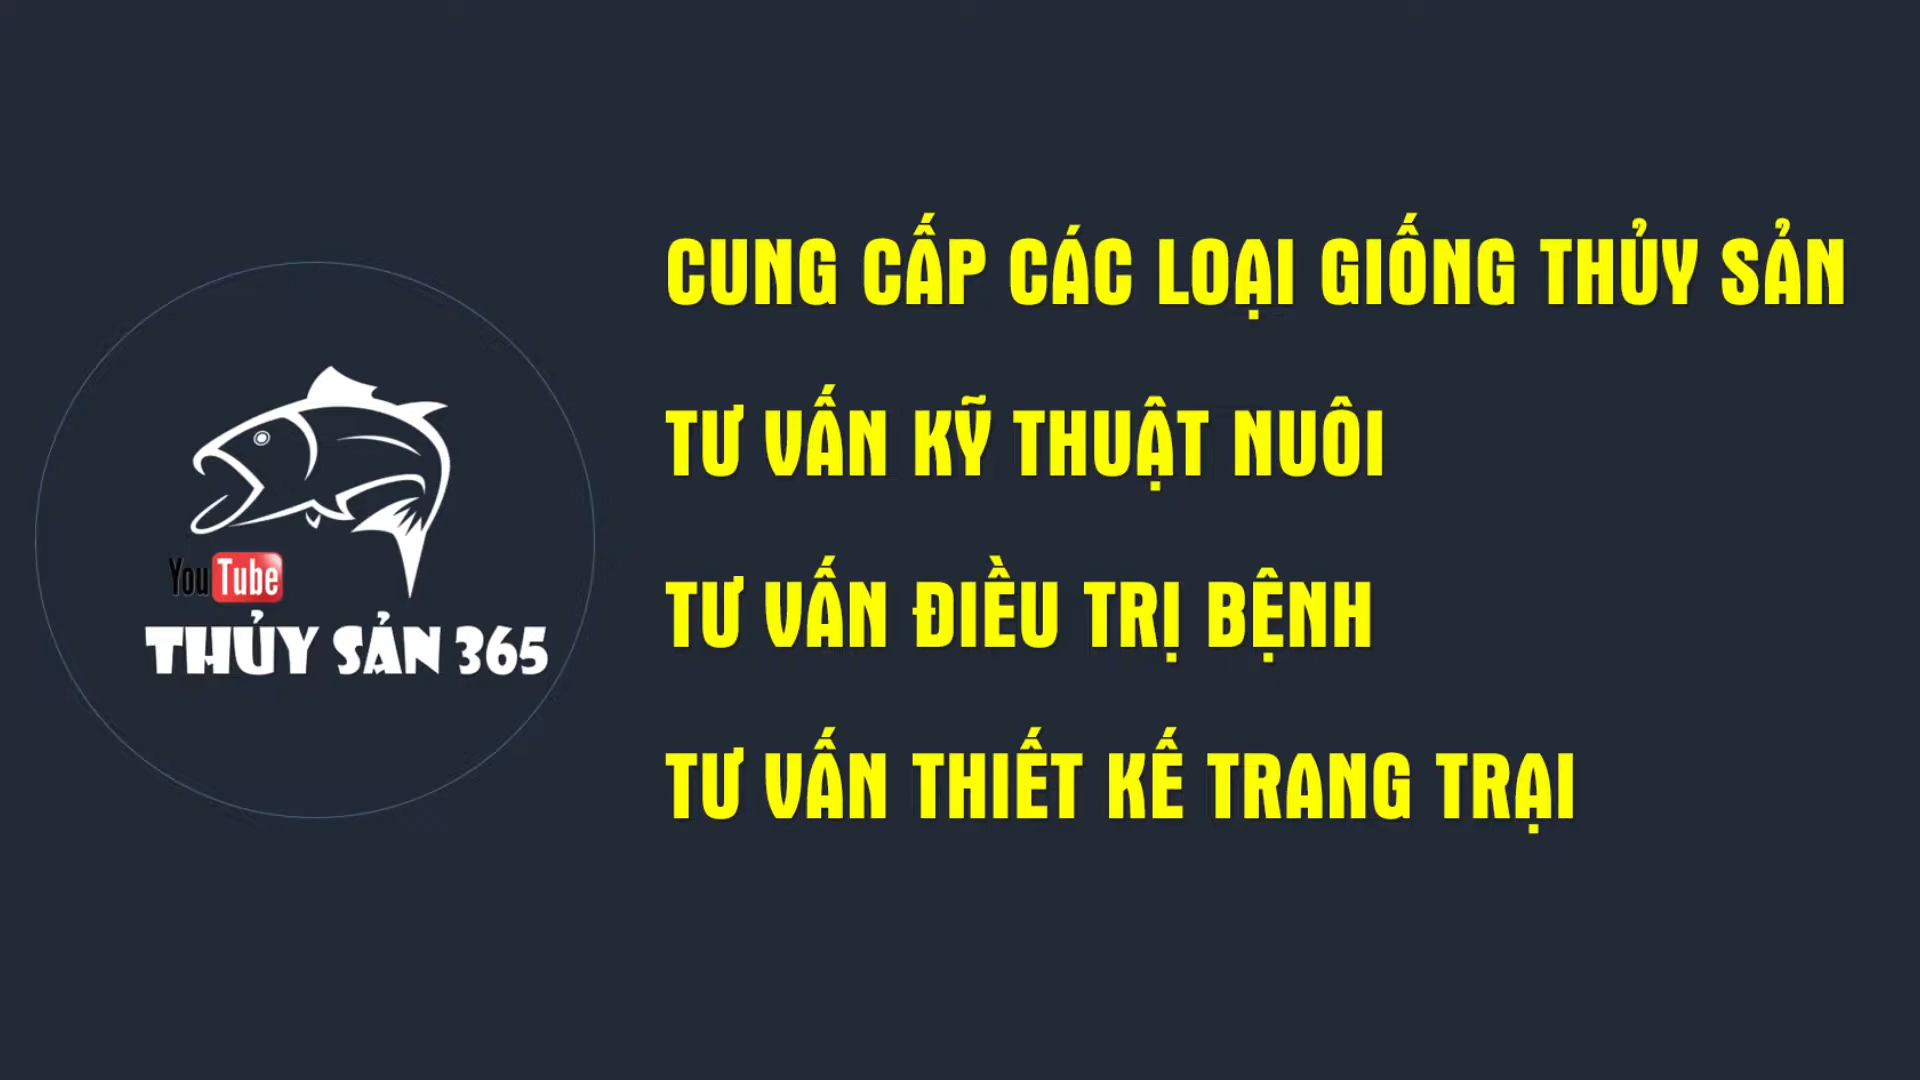 YouTube
THỦY SẢN 365
CUNG CẤP CÁC LOẠI GIỐNG THỦY SẢN
TƯ VẤN KỸ THUẬT NUÔI
TƯ VẤN ĐIỀU TRỊ BỆNH
TƯ VẤN THIẾT KẾ TRANG TRẠI